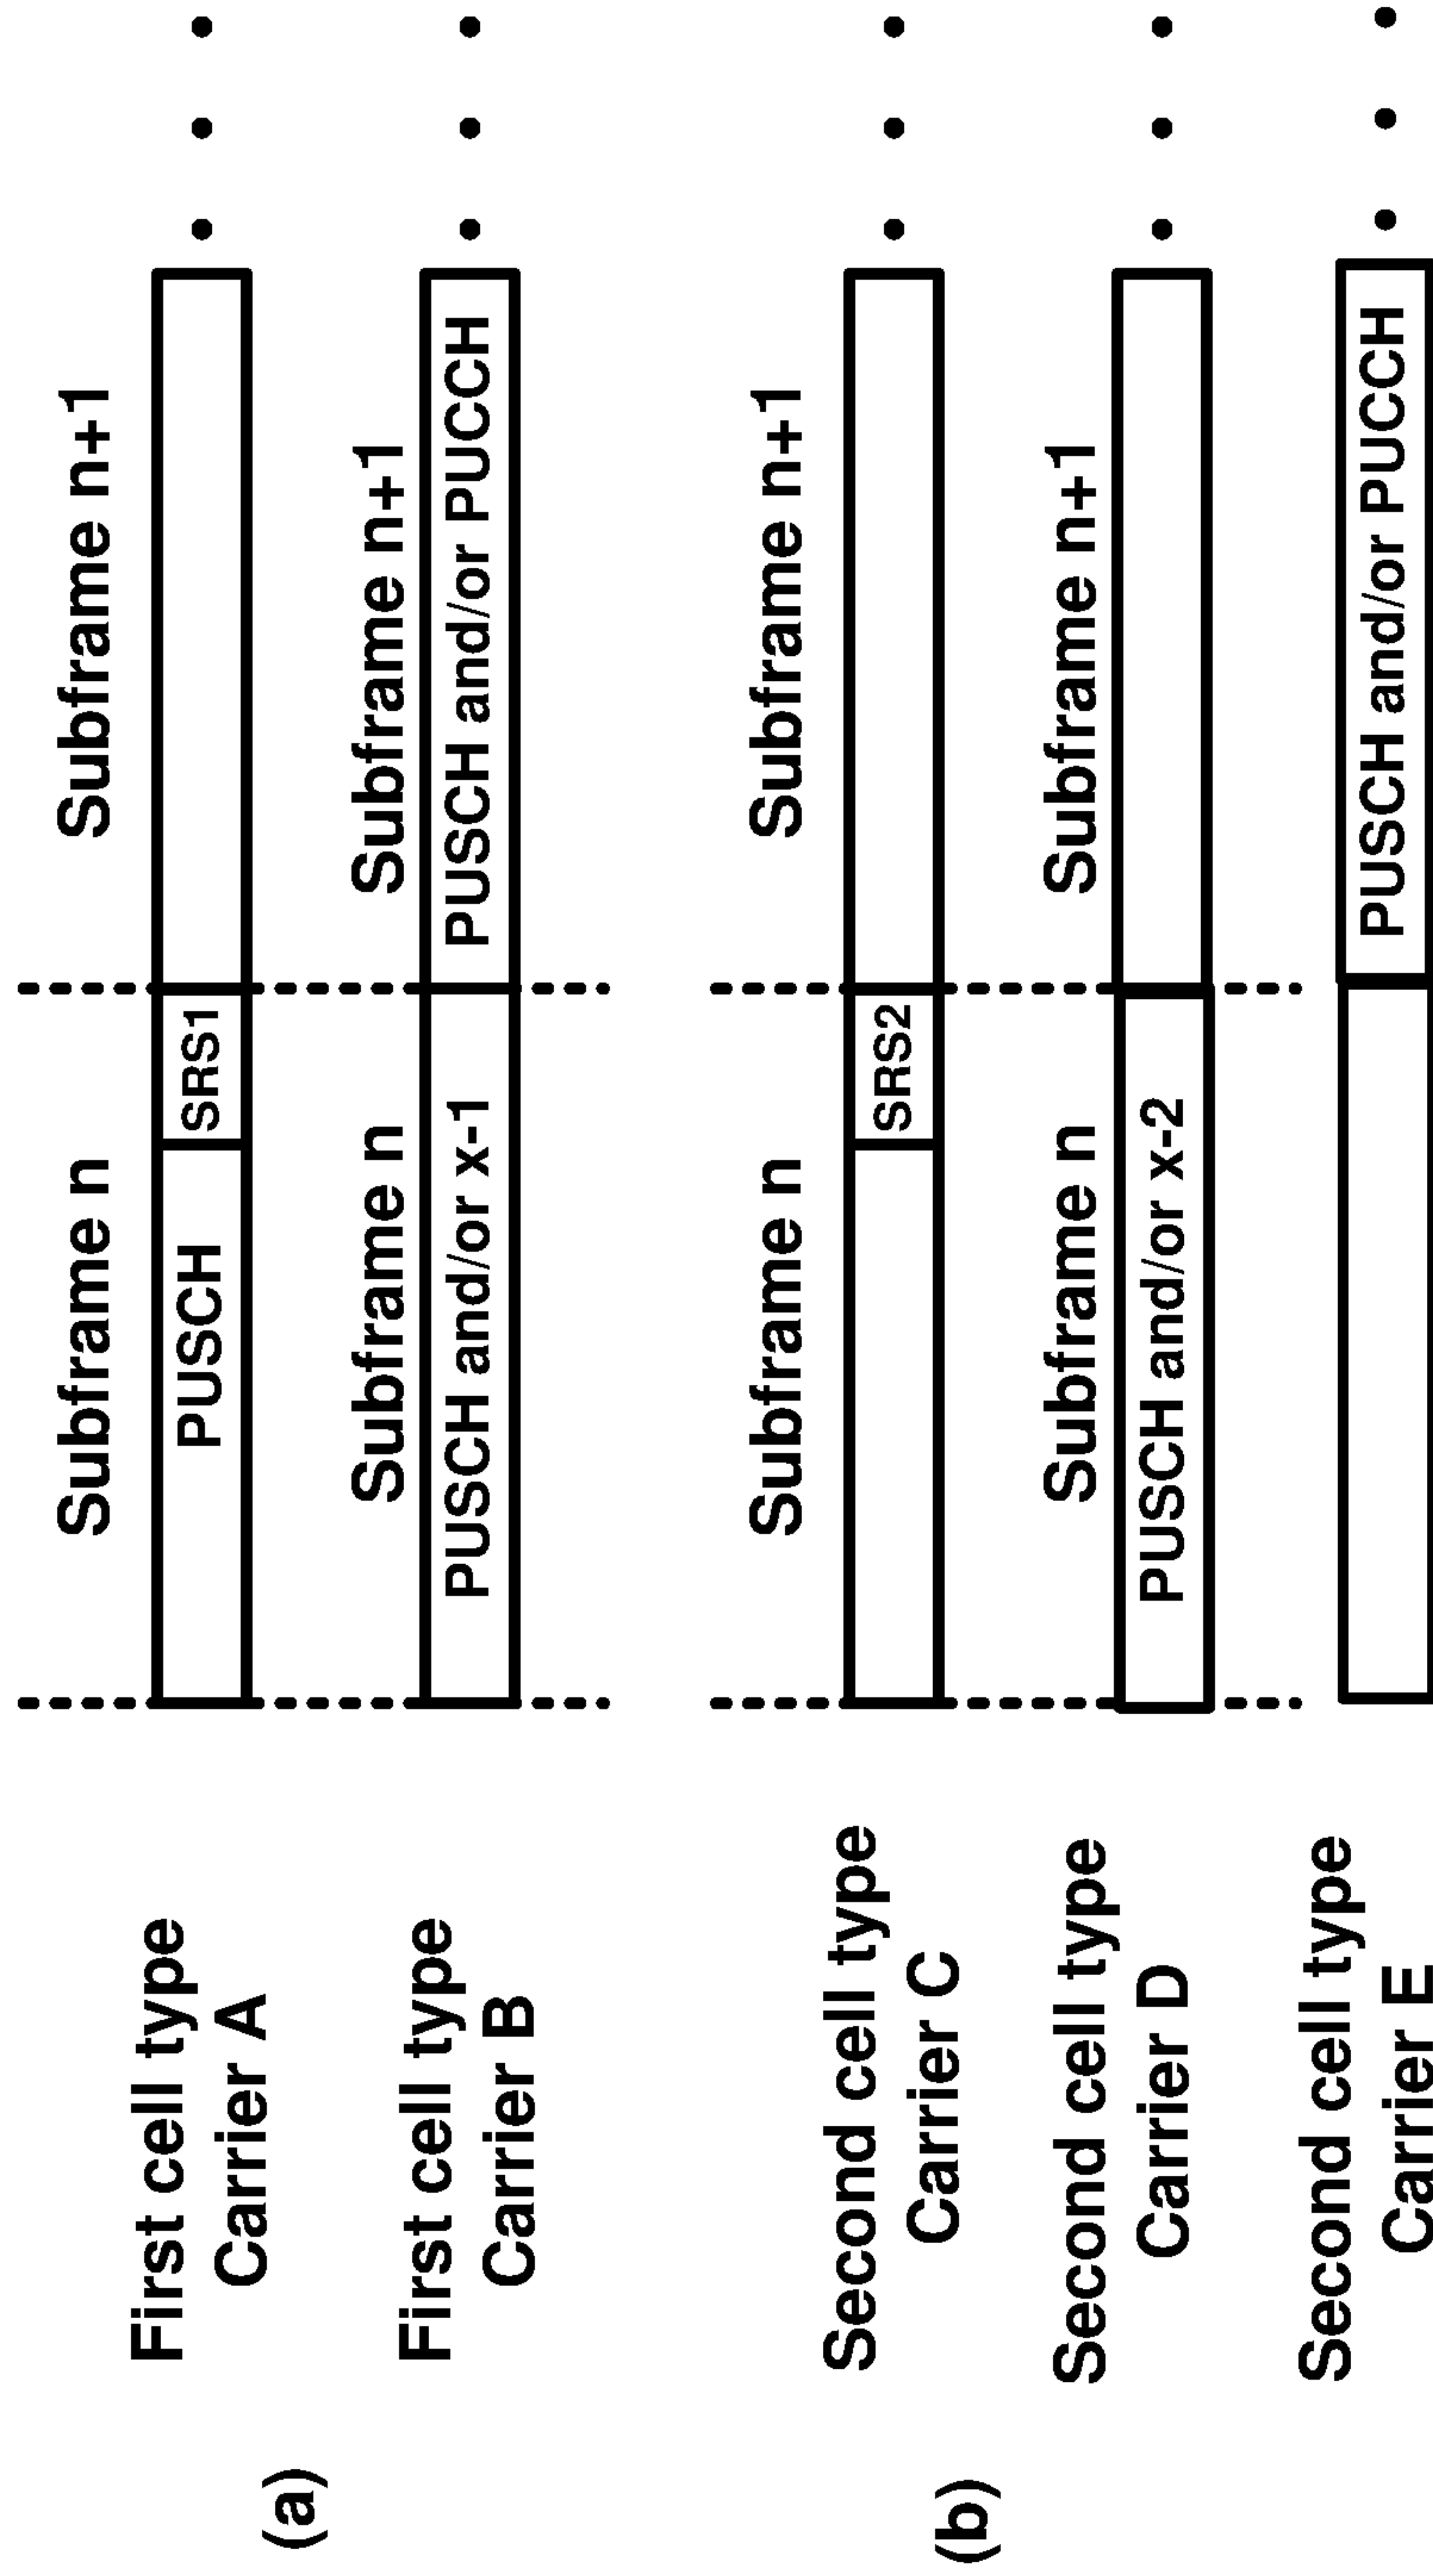 (a)
Subframe n
Subframe n+1
First cell type
Carrier A
PUSCH
SRS1
Subframe n
Subframe n+1
First cell type
Carrier B
PUSCH and/or x-1
PUSCH and/or PUCCH
(b)
Subframe n
Subframe n+1
Second cell type
Carrier C
SRS2
Subframe n
Subframe n+1
Second cell type
Carrier D
PUSCH and/or x-2
Second cell type
Carrier E
PUSCH and/or PUCCH